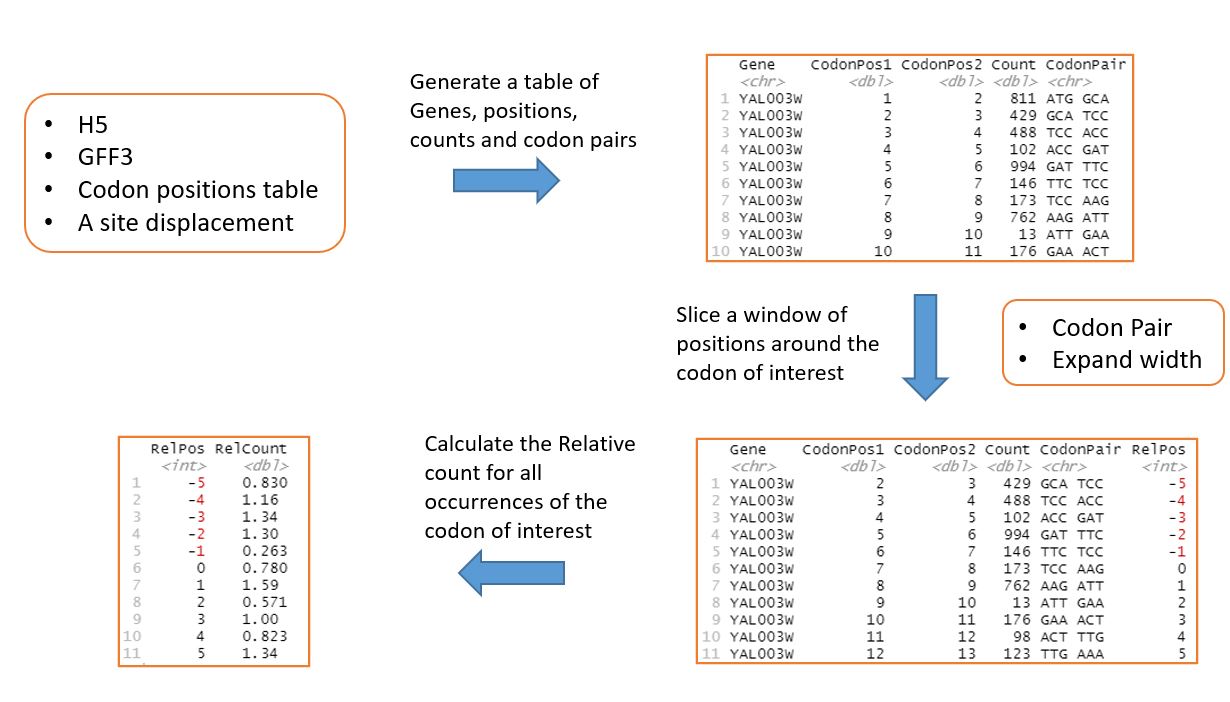 • H5
• GFF3
• Codon positions table
• A site displacement
Generate a table of
Genes, positions,
counts and codon pairs
Gene CodonPos1 CodonPos2 Count CodonPair
<chr> <dbl> <dbl> <dbl> <chr>
1 YAL003W 1 2 811 ATG GCA
2 YAL003W 2 3 429 GCA TCC
3 YAL003W 3 4 488 TCC ACC
4 YAL003W 4 5 102 ACC GAT
5 YAL003W 5 6 994 GAT TTC
6 YAL003W 6 7 146 TTC TCC
7 YAL003W 7 8 173 TCC AAG
8 YAL003W 8 9 762 AAG ATT
9 YAL003W 9 10 13 ATT GAA
10 YAL003W 10 11 176 GAA ACT
Slice a window of
positions around the
codon of interest
• Codon Pair
• Expand width
Gene CodonPos1 CodonPos2 Count CodonPair RelPos
<chr> <dbl> <dbl> <dbl> <chr> <int>
1 YAL003W 2 3 429 GCA TCC -5
2 YAL003W 3 4 488 TCC ACC -4
3 YAL003W 4 5 102 ACC GAT -3
4 YAL003W 5 6 994 GAT TTC -2
5 YAL003W 6 7 146 TTC TCC -1
6 YAL003W 7 8 173 TCC AAG 0
7 YAL003W 8 9 762 AAG ATT 1
8 YAL003W 9 10 13 ATT GAA 2
9 YAL003W 10 11 176 GAA ACT 3
10 YAL003W 11 12 98 ACT TTG 4
11 YAL003W 12 13 123 TTG AAA 5
Calculate the Relative
count for all
occurrences of the
codon of interest
RelPos RelCount
<int> <dbl>
1 -5 0.830
2 -4 1.16
3 -3 1.34
4 -2 1.30
5 -1 0.263
6 0 0.780
7 1 1.59
8 2 0.571
9 3 1.00
10 4 0.823
11 5 1.34